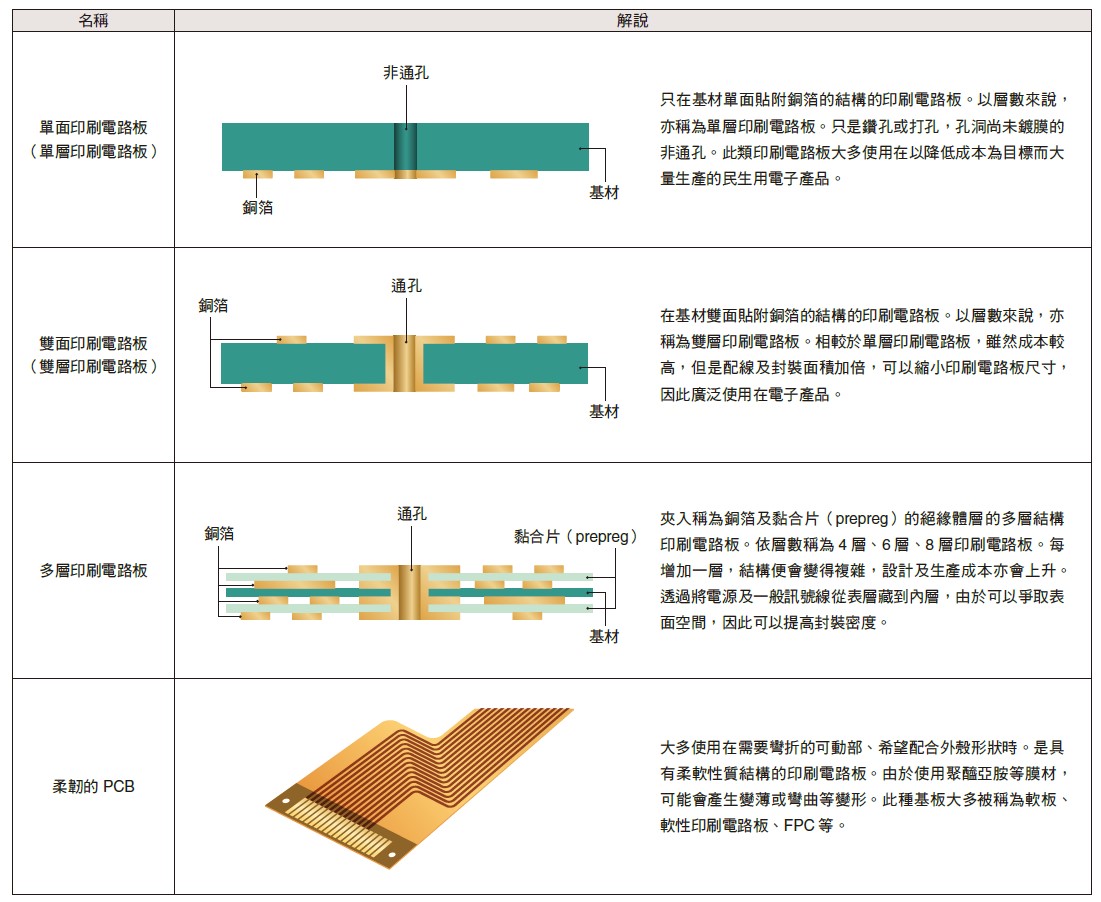 名稱
解說
單面印刷電路板
（單層印刷電路板）
非通孔
銅箔
基材
只在基材單面貼附銅箔的結構的印刷電路板。以層數來說，
亦稱為單層印刷電路板。只是鑽孔或打孔，孔洞尚未鍍膜的
非通孔。此類印刷電路板大多使用在以降低成本為目標而大
量生產的民生用電子產品。
雙面印刷電路板
（雙層印刷電路板）
通孔
銅箔
基材
在基材雙面貼附銅箔的結構的印刷電路板。以層數來說，亦
稱為雙層印刷電路板。相較於單層印刷電路板，雖然成本較
高，但是配線及封裝面積加倍，可以縮小印刷電路板尺寸，
因此廣泛使用在電子產品。
多層印刷電路板
通孔
銅箔
黏合片（prepreg）
基材
夾入稱為銅箔及黏合片（prepreg）的絕緣體層的多層結構
印刷電路板。依層數稱為 4 層、6 層、8 層印刷電路板。每
增加一層，結構便會變得複雜，設計及生產成本亦會上升。
透過將電源及一般訊號線從表層藏到內層，由於可以爭取表
面空間，因此可以提高封裝密度。
柔韌的 PCB
大多使用在需要彎折的可動部、希望配合外殼形狀時。是具
有柔軟性質結構的印刷電路板。由於使用聚醯亞胺等膜材，
可能會產生變薄或彎曲等變形。此種基板大多被稱為軟板、
軟性印刷電路板、FPC 等。